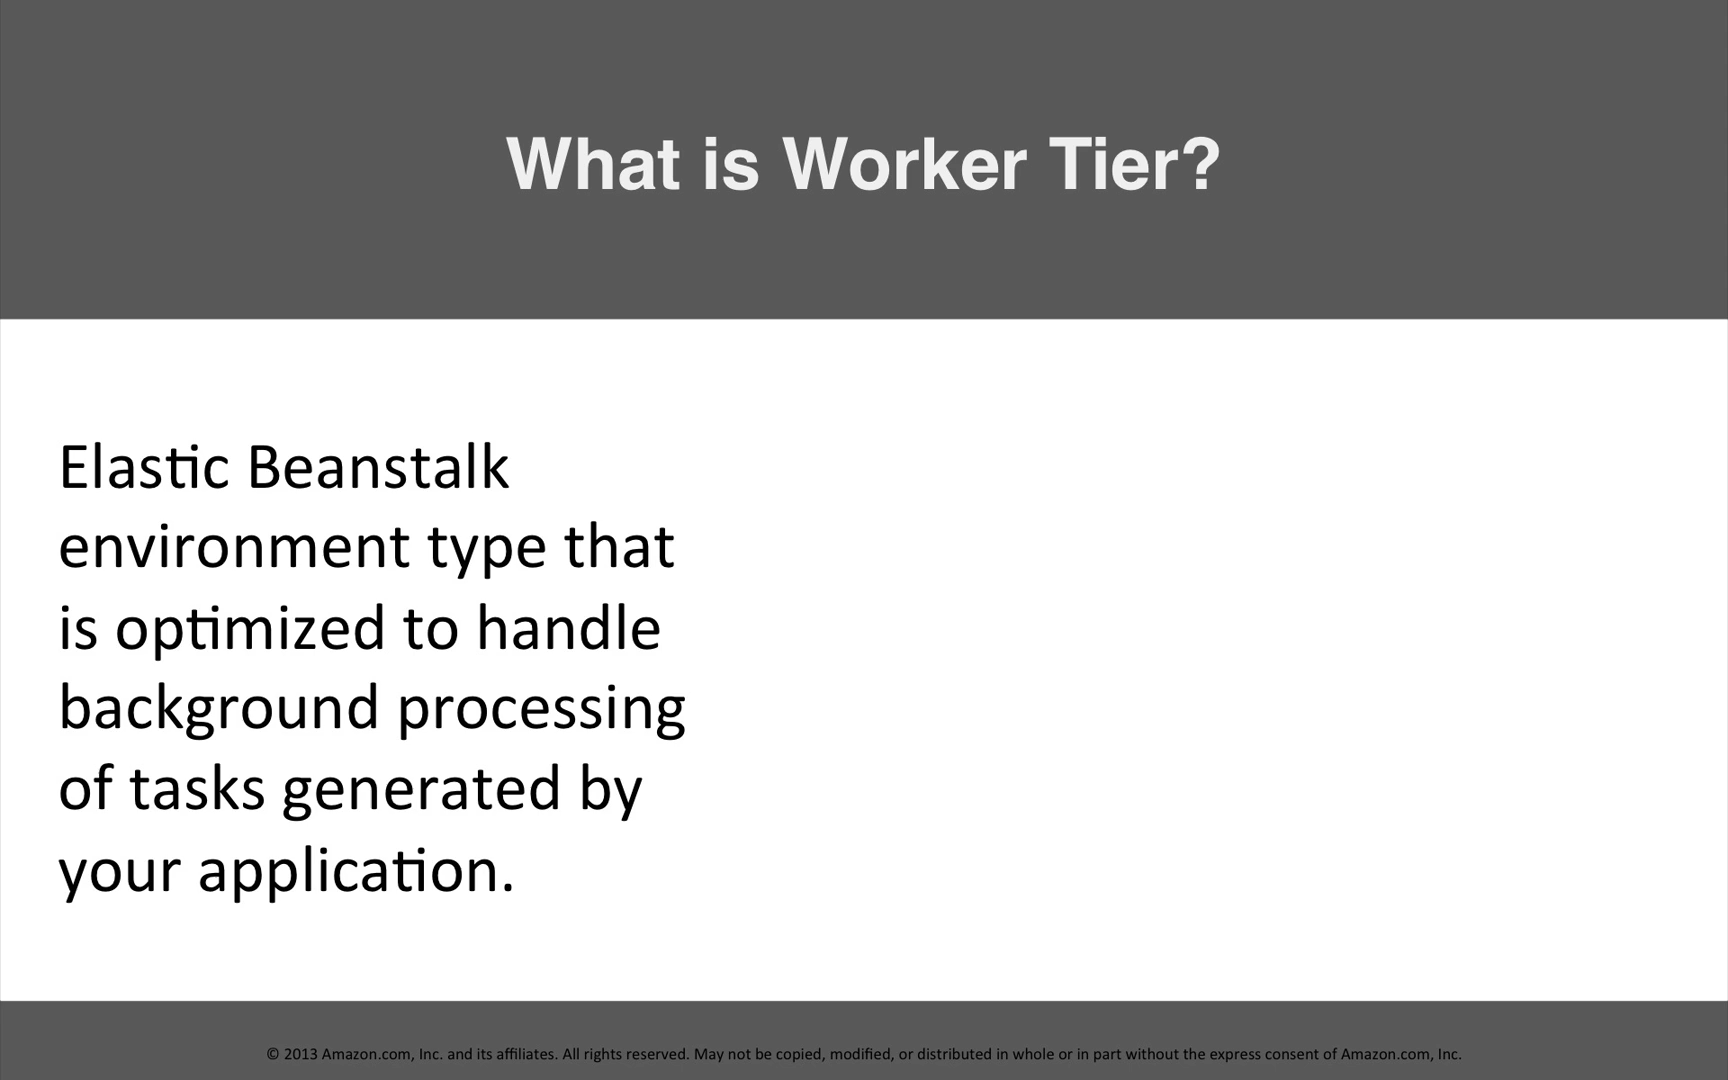 What is Worker Tier?
Elastic Beanstalk
environment type that
is optimized to handle
background processing
of tasks generated by
your application.
© 2013 Amazon.com, Inc. and its affiliates. All rights reserved. May not be copied, modified, or distributed in whole or in part without the express consent of Amazon.com, Inc.